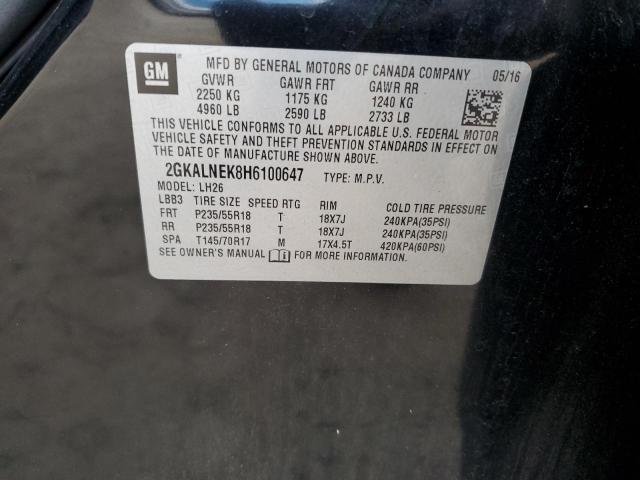 GM
MFD BY GENERAL MOTORS OF CANADA COMPANY 05/16
GVWR GAWR FRT GAWR RR
2250 KG 1175 KG 1240 KG
4960 LB 2590 LB 2733 LB
THIS VEHICLE CONFORMS TO ALL APPLICABLE U.S. FEDERAL MOTOR
VEHICLE SAFETY AND THEFT PREVENTION STANDARDS IN EFFECT ON
THE DATE OF MANUFACTURE SHOWN ABOVE.
2GKALNEK8H6100647 TYPE: M.P.V.
MODEL: LH26
LBB3 TIRE SIZE SPEED RTG RIM COLD TIRE PRESSURE
FRT P235/55R18 T 18X7J 240KPA(35PSI)
RR P235/55R18 T 18X7J 240KPA(35PSI)
SPA T145/70R17 M 17X4.5T 420KPA(60PSI)
SEE OWNER'S MANUAL FOR MORE INFORMATION.